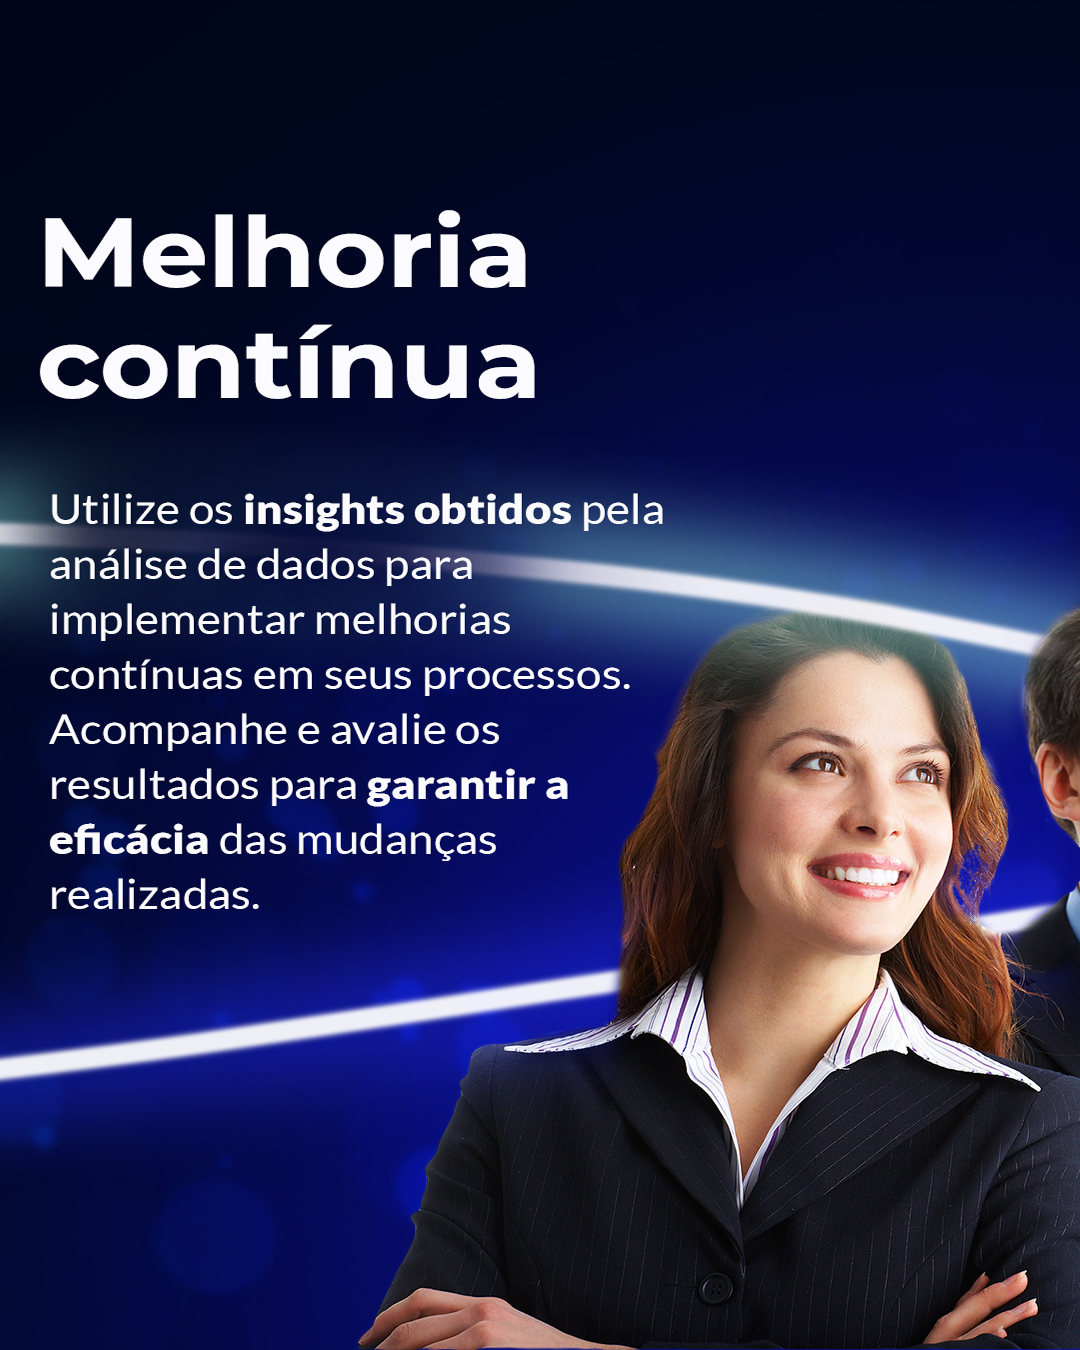 Melhoria
contínua
Utilize os insights obtidos pela
análise de dados para
implementar melhorias
contínuas em seus processos.
Acompanhe e avalie os
resultados para garantir a
eficácia das mudanças
realizadas.